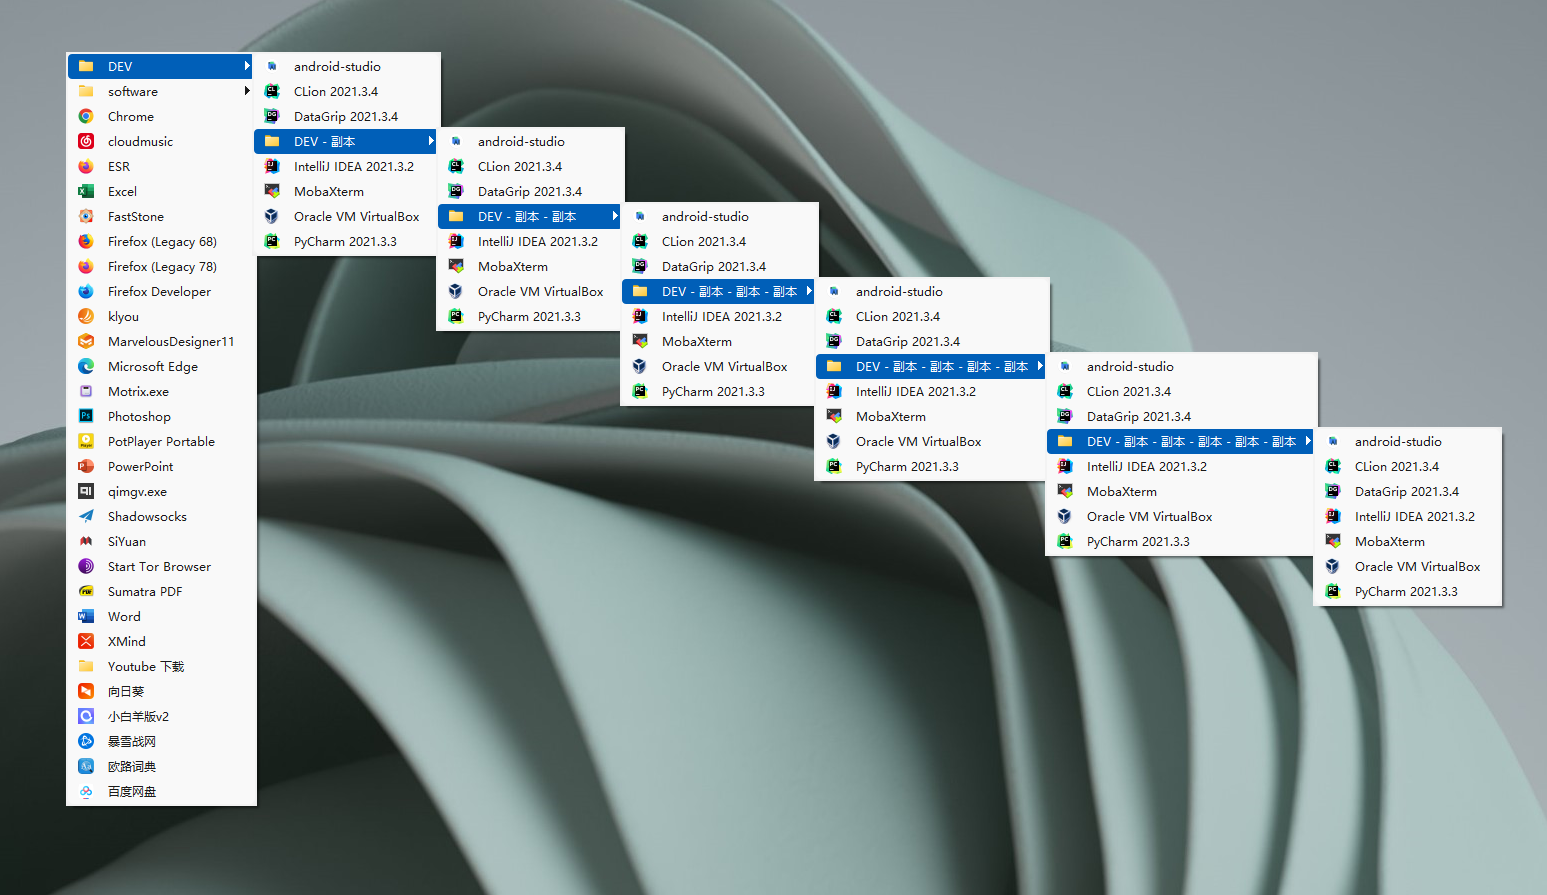 DEV
software
Chrome
cloudmusic
ESR
Excel
FastStone
Firefox (Legacy 68)
Firefox (Legacy 78)
Firefox Developer
klyou
MarvelousDesigner11
Microsoft Edge
Motrix.exe
Photoshop
PotPlayer Portable
PowerPoint
qimgv.exe
Shadowsocks
SiYuan
Start Tor Browser
Sumatra PDF
Word
XMind
Youtube 下载
向日葵
小白羊版v2
暴雪战网
欧路词典
百度网盘
android-studio
CLion 2021.3.4
DataGrip 2021.3.4
DEV - 副本
IntelliJ IDEA 2021.3.2
MobaXterm
Oracle VM VirtualBox
PyCharm 2021.3.3
android-studio
CLion 2021.3.4
DataGrip 2021.3.4
DEV - 副本 - 副本
IntelliJ IDEA 2021.3.2
MobaXterm
Oracle VM VirtualBox
PyCharm 2021.3.3
android-studio
CLion 2021.3.4
DataGrip 2021.3.4
DEV - 副本 - 副本 - 副本
IntelliJ IDEA 2021.3.2
MobaXterm
Oracle VM VirtualBox
PyCharm 2021.3.3
android-studio
CLion 2021.3.4
DataGrip 2021.3.4
DEV - 副本 - 副本 - 副本 - 副本
IntelliJ IDEA 2021.3.2
MobaXterm
Oracle VM VirtualBox
PyCharm 2021.3.3
android-studio
CLion 2021.3.4
DataGrip 2021.3.4
DEV - 副本 - 副本 - 副本 - 副本 - 副本
IntelliJ IDEA 2021.3.2
MobaXterm
Oracle VM VirtualBox
PyCharm 2021.3.3
android-studio
CLion 2021.3.4
DataGrip 2021.3.4
IntelliJ IDEA 2021.3.2
MobaXterm
Oracle VM VirtualBox
PyCharm 2021.3.3